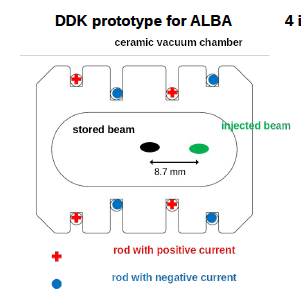 DDK prototype for ALBA
4 i
ceramic vacuum chamber
stored beam
injected beam
8.7 mm
rod with positive current
rod with negative current